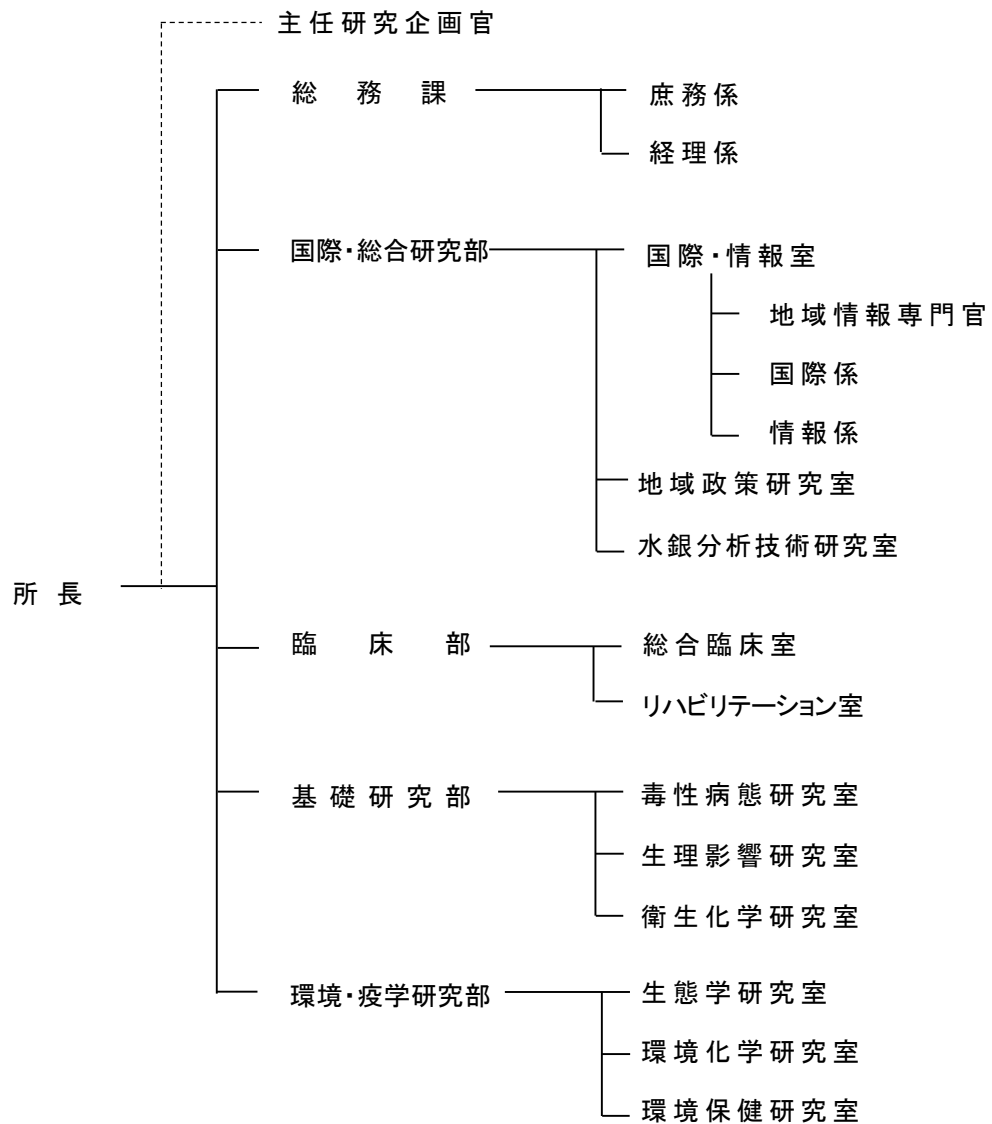 主任研究企画官
総務課
庶務係
経理係
国際・総合研究部
国際・情報室
地域情報専門官
国際係
情報係
地域政策研究室
水銀分析技術研究室
所長
臨床部
総合臨床室
リハビリテーション室
基礎研究部
毒性病態研究室
生理影響研究室
衛生化学研究室
環境・疫学研究部
生態学研究室
環境化学研究室
環境保健研究室